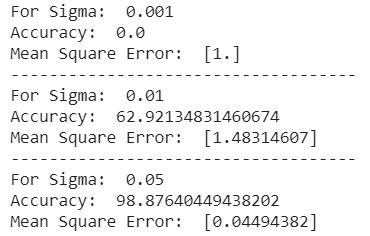 For Sigma:  0.001
Accuracy:  0.0
Mean Square Error:  [1.]
------------------------------------
For Sigma:  0.01
Accuracy:  62.92134831460674
Mean Square Error:  [1.48314607]
------------------------------------
For Sigma:  0.05
Accuracy:  98.87640449438202
Mean Square Error:  [0.04494382]